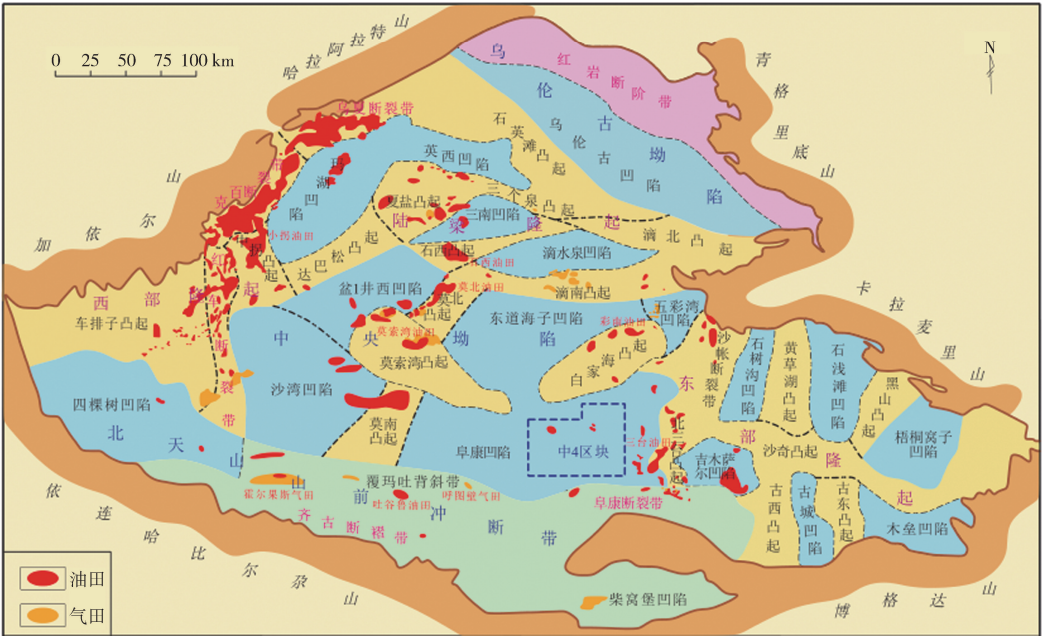 0 25 50 75 100 km
N
哈拉阿拉特山
青格里底山
加依尔山
卡拉麦里山
依连哈比尔尕山
博格达山
乌伦古坳陷
红岩断阶带
乌伦古凹陷
石英滩凸起
乌夏断裂带
克百断裂带
玛湖凹陷
英西凹陷
三个泉凸起
夏盐凸起
三南凹陷
陆梁隆起
石西凸起
石西油田
滴水泉凹陷
滴北凸起
滴南凸起
小拐油田
中拐凸起
达巴松凸起
红车断裂带
西部隆起
车排子凸起
盆1井西凹陷
莫北油田
莫北凸起
莫索湾油田
莫索湾凸起
东道海子凹陷
彩南油田
五彩湾凹陷
白家海凸起
沙帐断裂带
石树沟凹陷
黄草湖凸起
石浅滩凹陷
黑山凸起
梧桐窝子凹陷
中央坳陷
沙湾凹陷
四棵树凹陷
莫南凸起
阜康凹陷
中4区块
三台油田
北三台凸起
吉木萨尔凹陷
东部隆起
沙奇凸起
古西凸起
古城凹陷
古东凸起
木垒凹陷
北天山山前冲断带
霍尔果斯气田
覆玛吐背斜带
吐谷鲁油田
呼图壁气田
齐古断褶带
阜康断裂带
柴窝堡凹陷
油田
气田